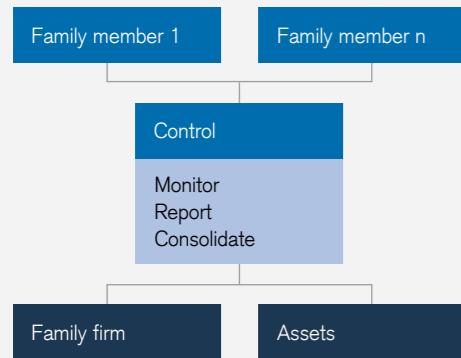 Family member 1
Family member n
Control
Monitor
Report
Consolidate
Family firm
Assets